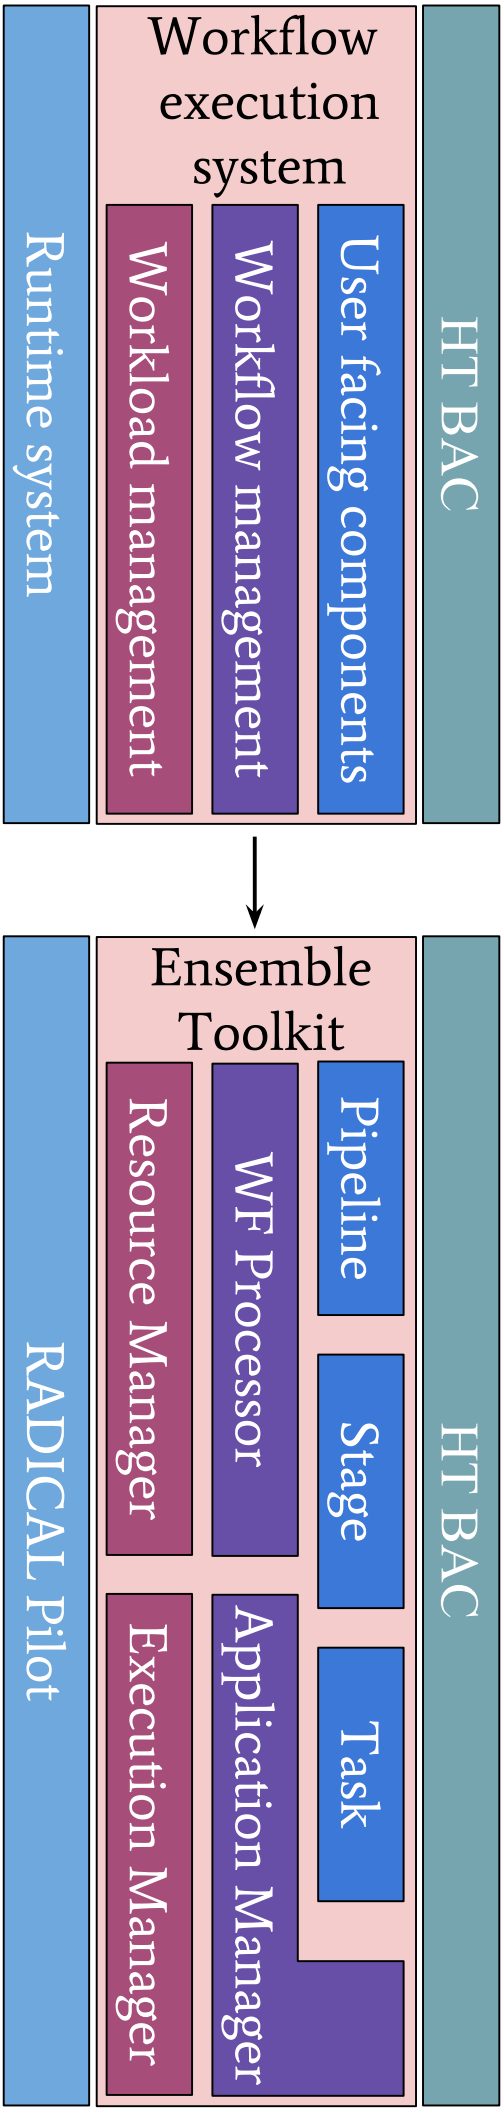 Workflow
execution
system
HT BAC
User facing components
Workflow management
Workload management
Runtime system
Ensemble
Toolkit
HT BAC
Pipeline
Stage
Task
WF Processor
Application Manager
Resource Manager
Execution Manager
RADICAL Pilot